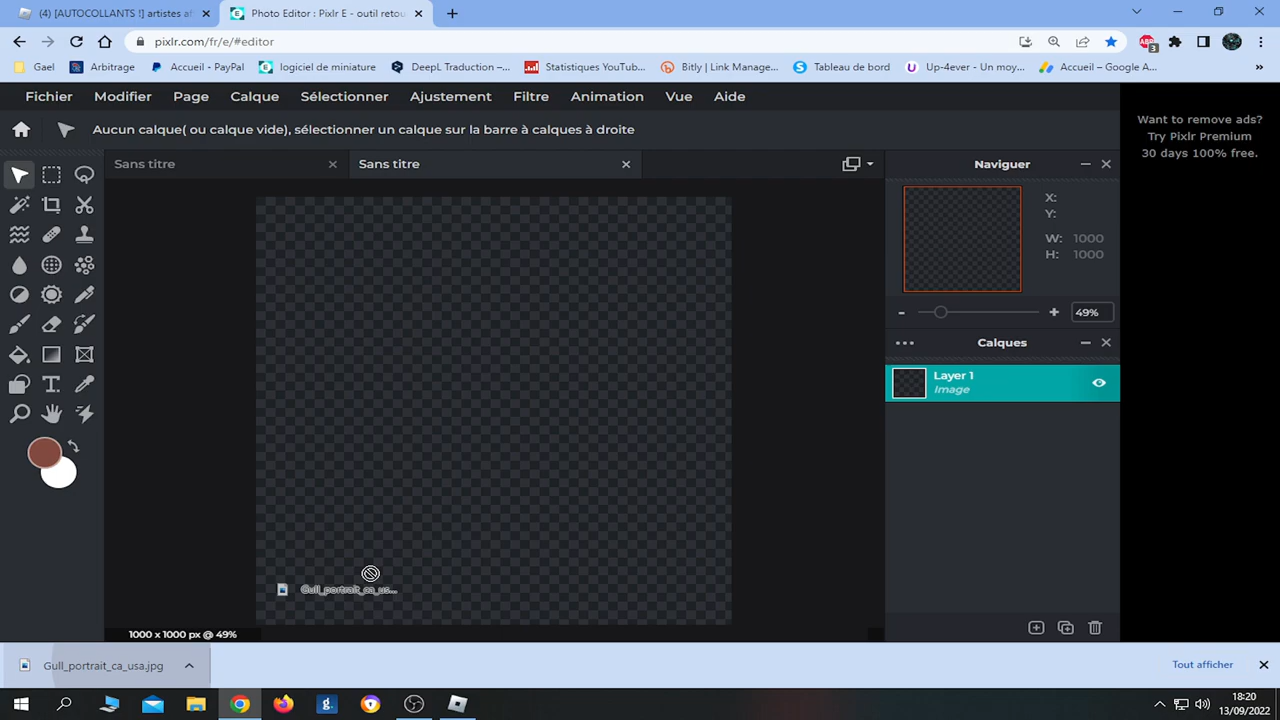 (4) [AUTOCOLLANTS !] artistes af
Photo Editor : Pixlr E - outil retou
pixlr.com/fr/e/#editor
ABP
3
Gael
Arbitrage
Accueil - PayPal
logiciel de miniature
DeepL Traduction –...
Statistiques YouTub...
Bitly | Link Manage...
Tableau de bord
Up-4ever - Un moy...
Accueil – Google A...
»
Fichier
Modifier
Page
Calque
Sélectionner
Ajustement
Filtre
Animation
Vue
Aide
Aucun calque( ou calque vide), sélectionner un calque sur la barre à calques à droite
Want to remove ads?
Try Pixlr Premium
30 days 100% free.
Sans titre
Sans titre
Naviguer
X:
Y:
W: 1000
H: 1000
- + 49%
Calques
Layer 1
Image
Gull_portrait_ca_us...
1000 x 1000 px @ 49%
Gull_portrait_ca_usa.jpg
Tout afficher
18:20
13/09/2022